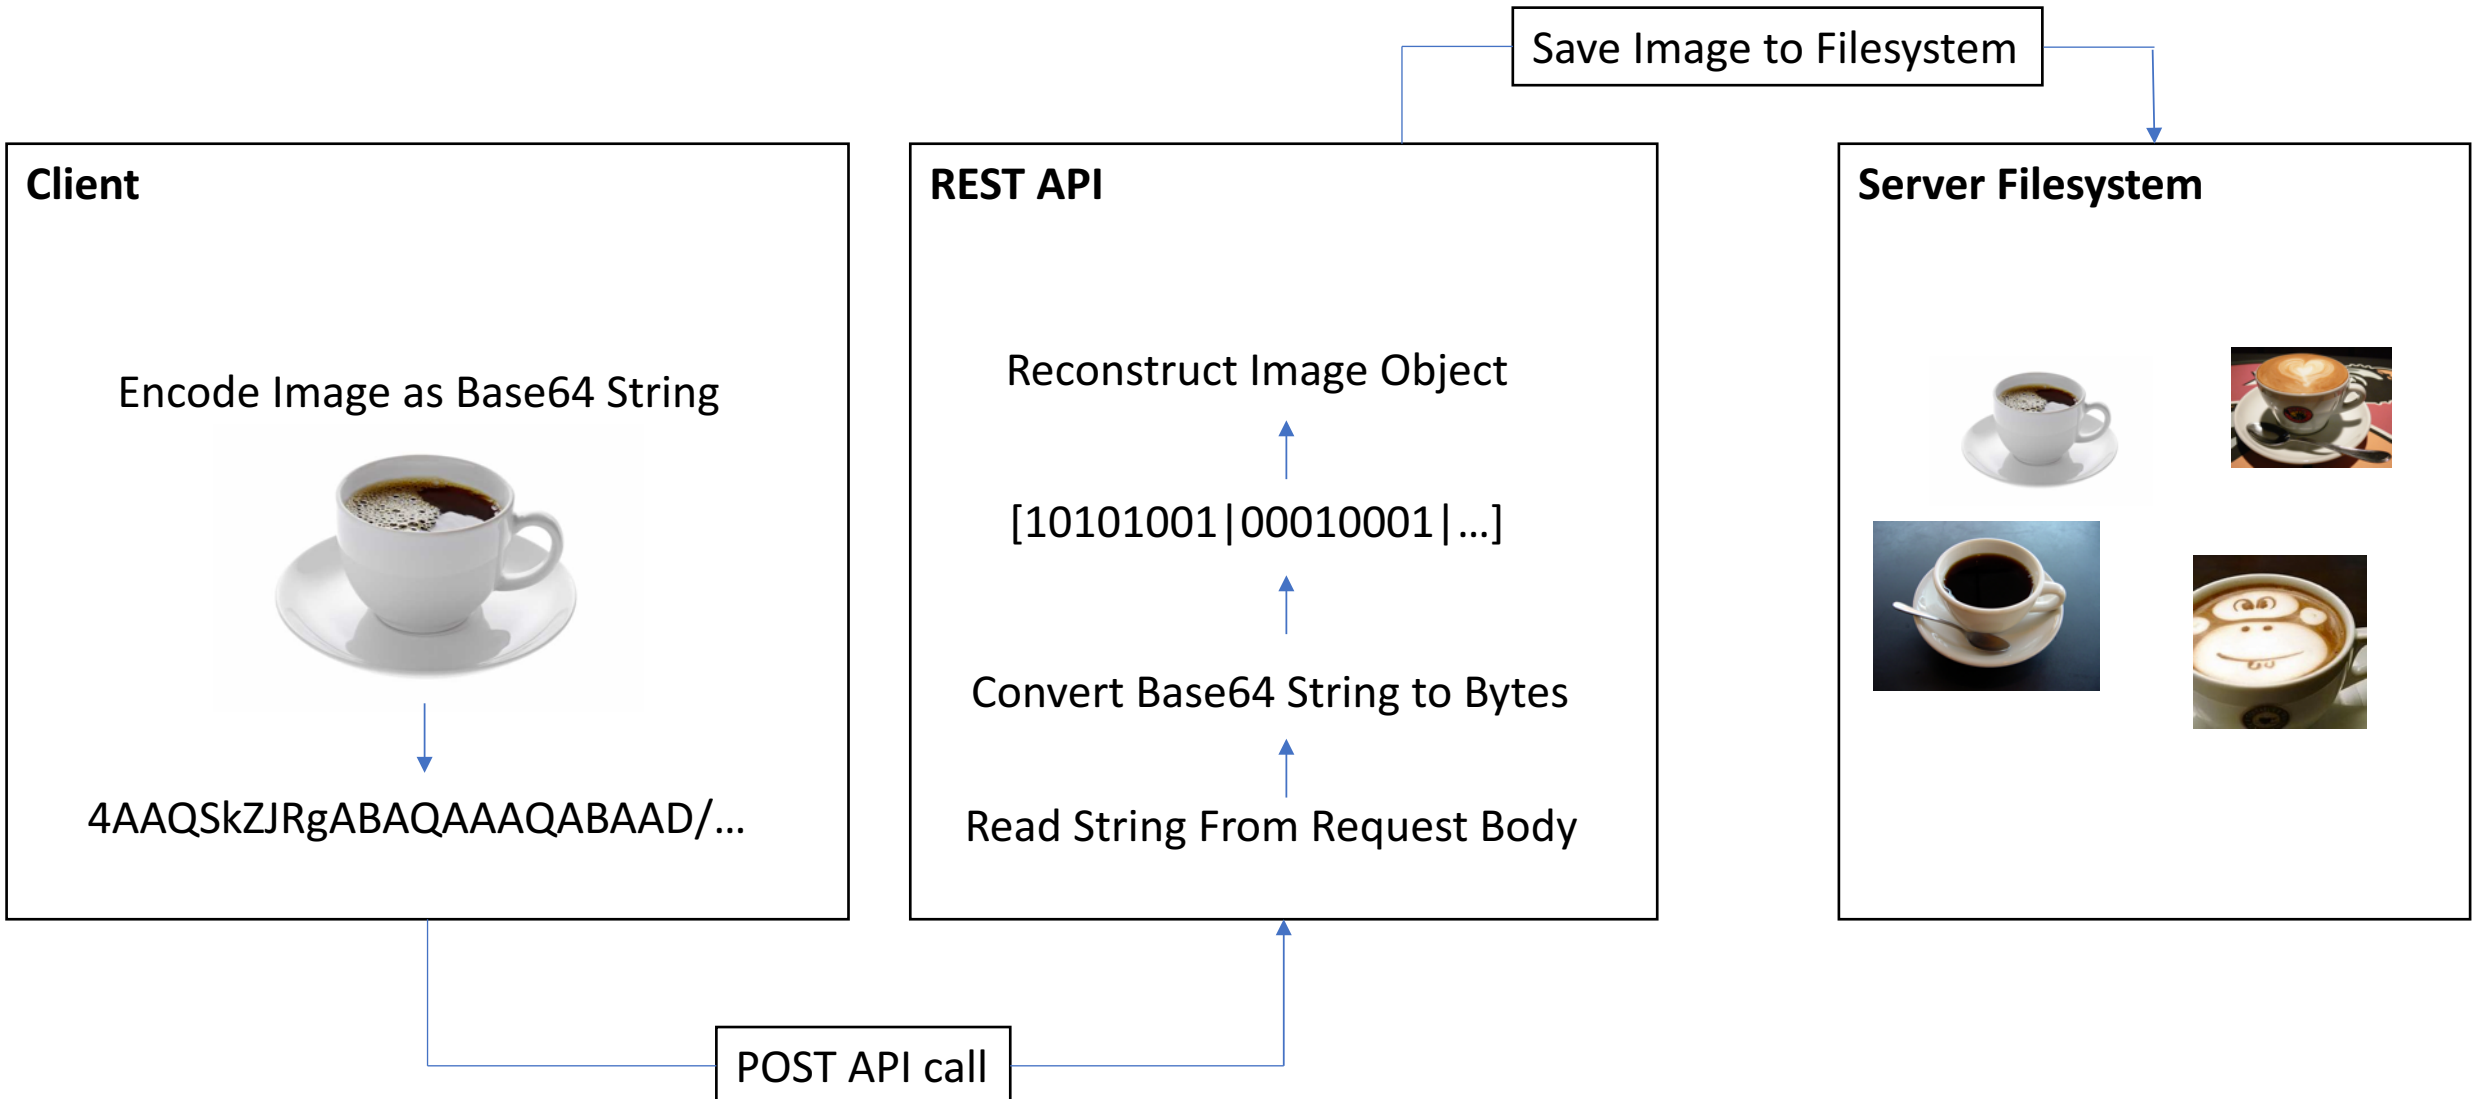 Save Image to Filesystem
Client
Encode Image as Base64 String
4AAQSkZJRgABAQAAAQABAAD/...
REST API
Reconstruct Image Object
[10101001|00010001|...]
Convert Base64 String to Bytes
Read String From Request Body
Server Filesystem
POST API call